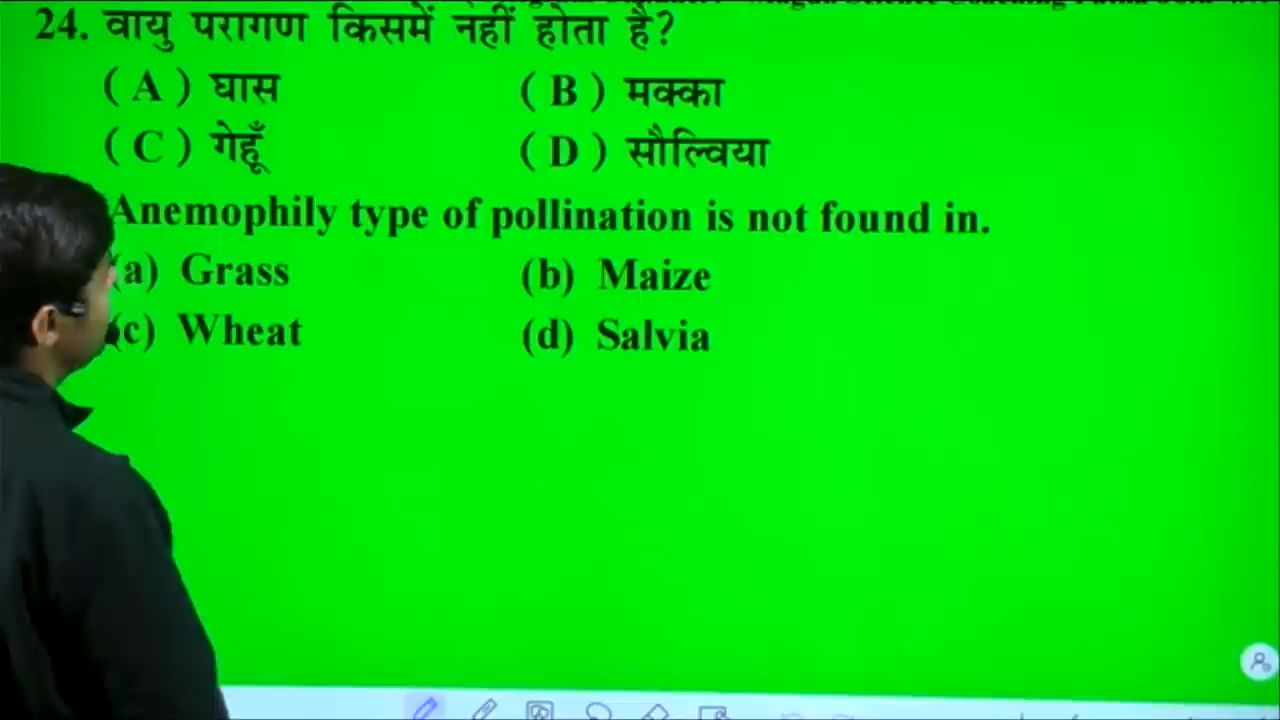 24. वायु परागण किसमें नहीं होता है?
( A ) घास ( B ) मक्का
( C ) गेहूँ ( D ) सौल्विया
Anemophily type of pollination is not found in.
(a) Grass (b) Maize
(c) Wheat (d) Salvia